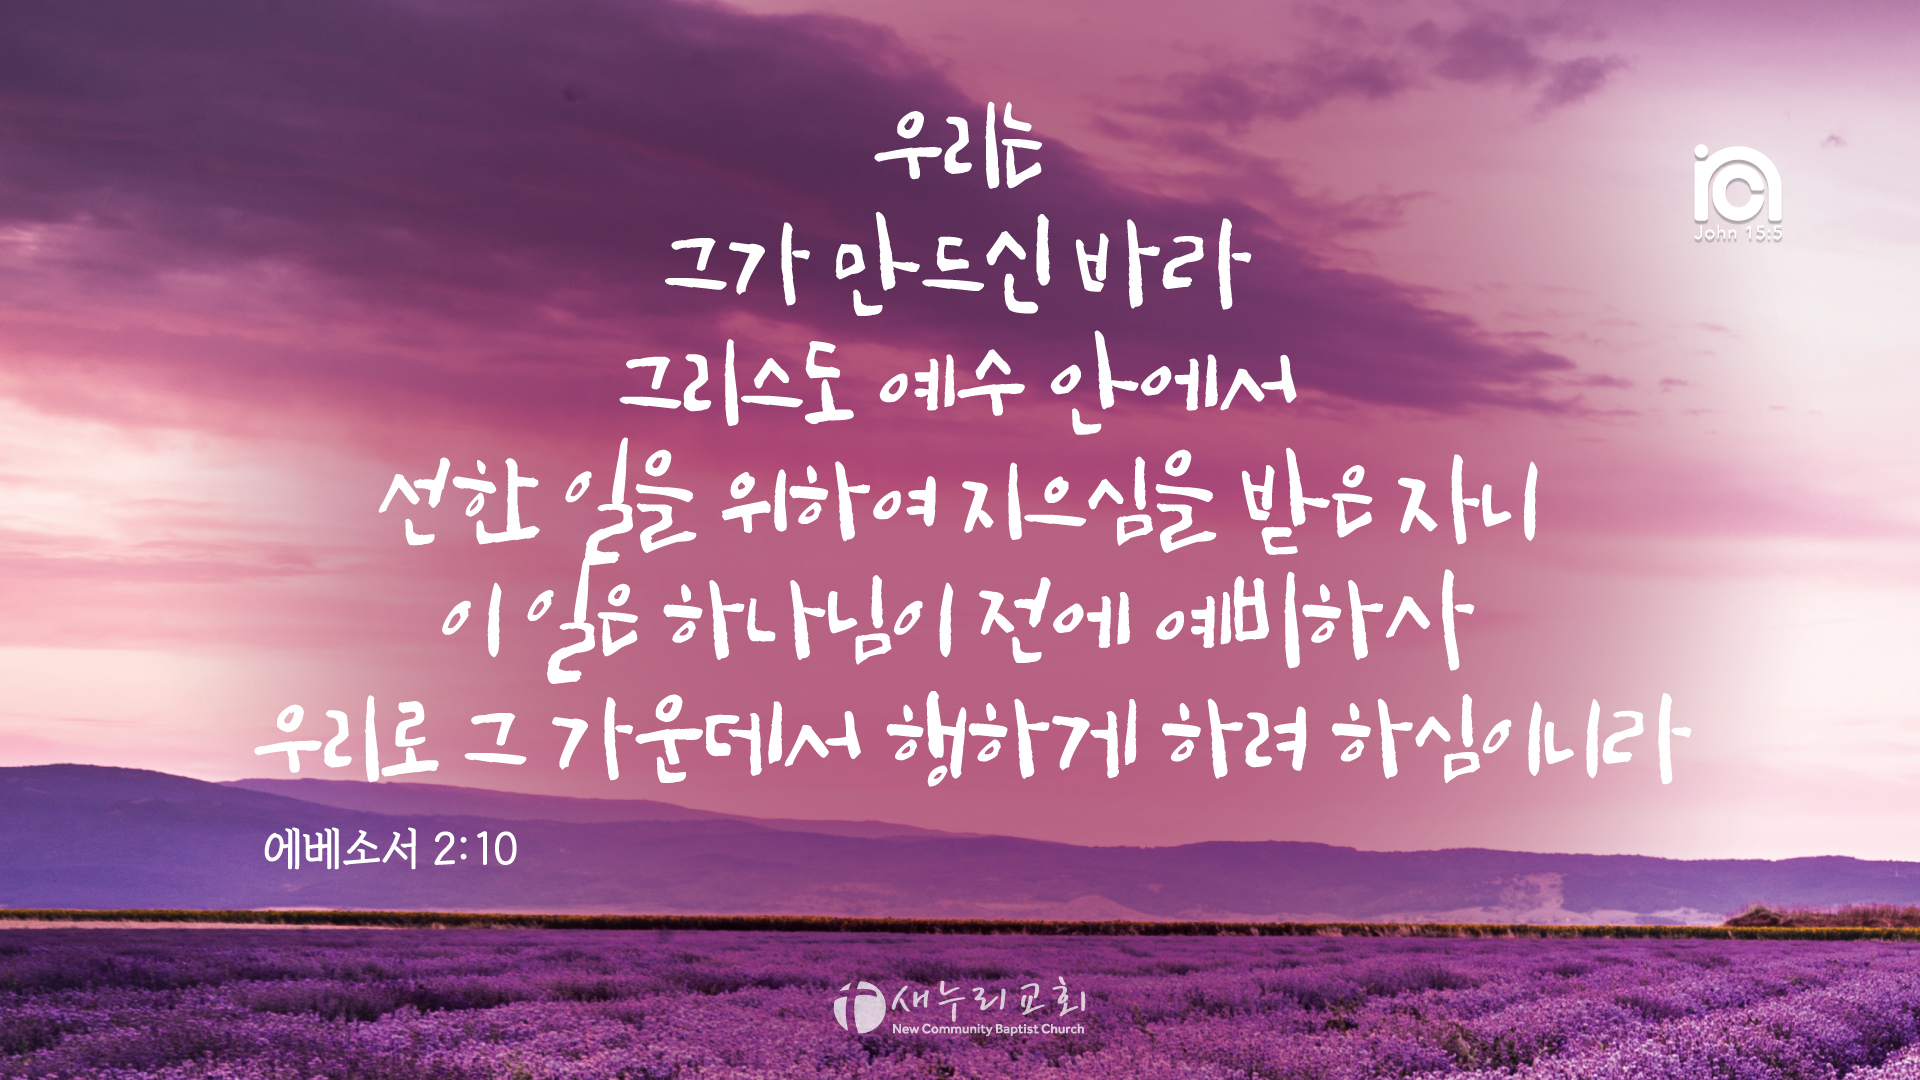 우리는
그가 만드신 바라
그리스도 예수 안에서
선한 일을 위하여 지으심을 받은 자니
이 일은 하나님이 전에 예비하사
우리로 그 가운데서 행하게 하려 하심이니라
에베소서 2:10
John 15:5
새누리교회
New Community Baptist Church